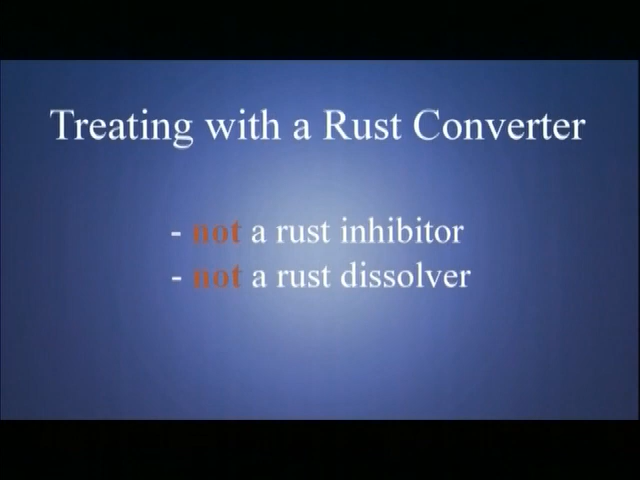 Treating with a Rust Converter
- not a rust inhibitor
- not a rust dissolver